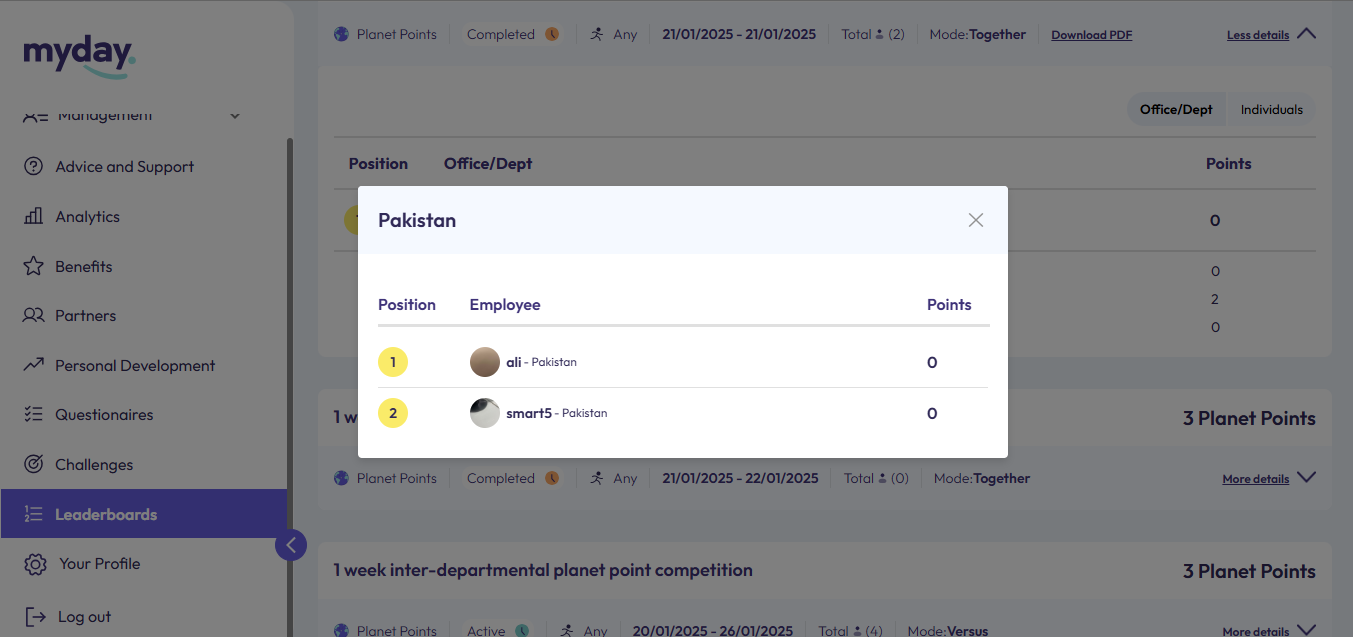 myday.
Management
Advice and Support
Analytics
Benefits
Partners
Personal Development
Questionaires
Challenges
Leaderboards
Your Profile
Log out
Planet Points Completed Any 21/01/2025 - 21/01/2025 Total (2) Mode:Together Download PDF Less details
Office/Dept Individuals
Position Office/Dept Points
0
0
2
0
Pakistan
Position Employee Points
1 ali - Pakistan 0
2 smart5 - Pakistan 0
1 3 Planet Points
Planet Points Completed Any 21/01/2025 - 22/01/2025 Total (0) Mode:Together More details
1 week inter-departmental planet point competition 3 Planet Points
Planet Points Active Any 20/01/2025 - 26/01/2025 Total (4) Mode:Versus More details